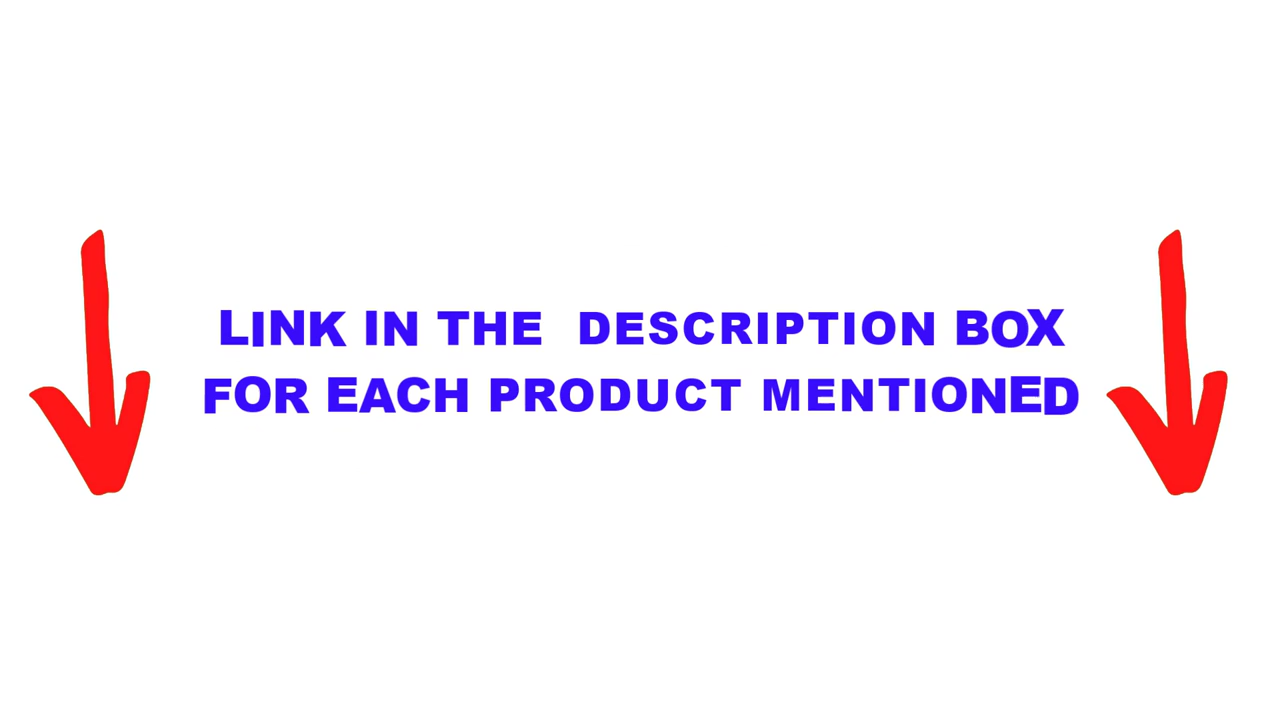 LINK IN THE DESCRIPTION BOX
FOR EACH PRODUCT MENTIONED